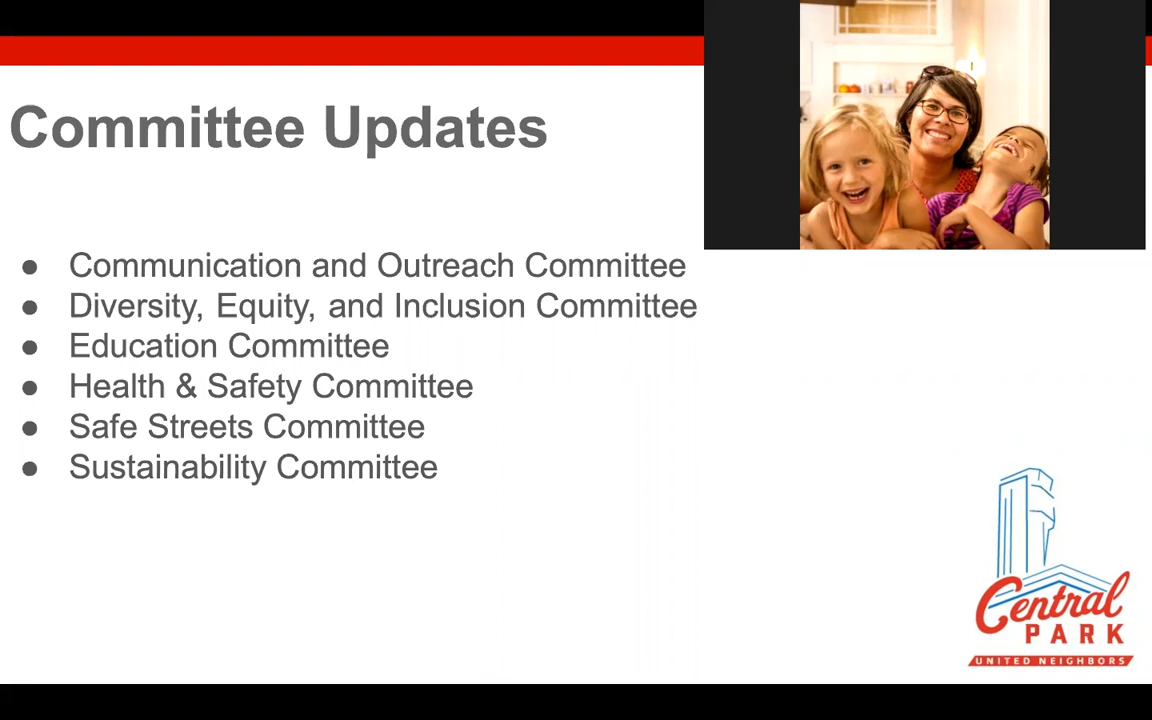 Committee Updates
● Communication and Outreach Committee
● Diversity, Equity, and Inclusion Committee
● Education Committee
● Health & Safety Committee
● Safe Streets Committee
● Sustainability Committee
Central
PARK
UNITED NEIGHBORS